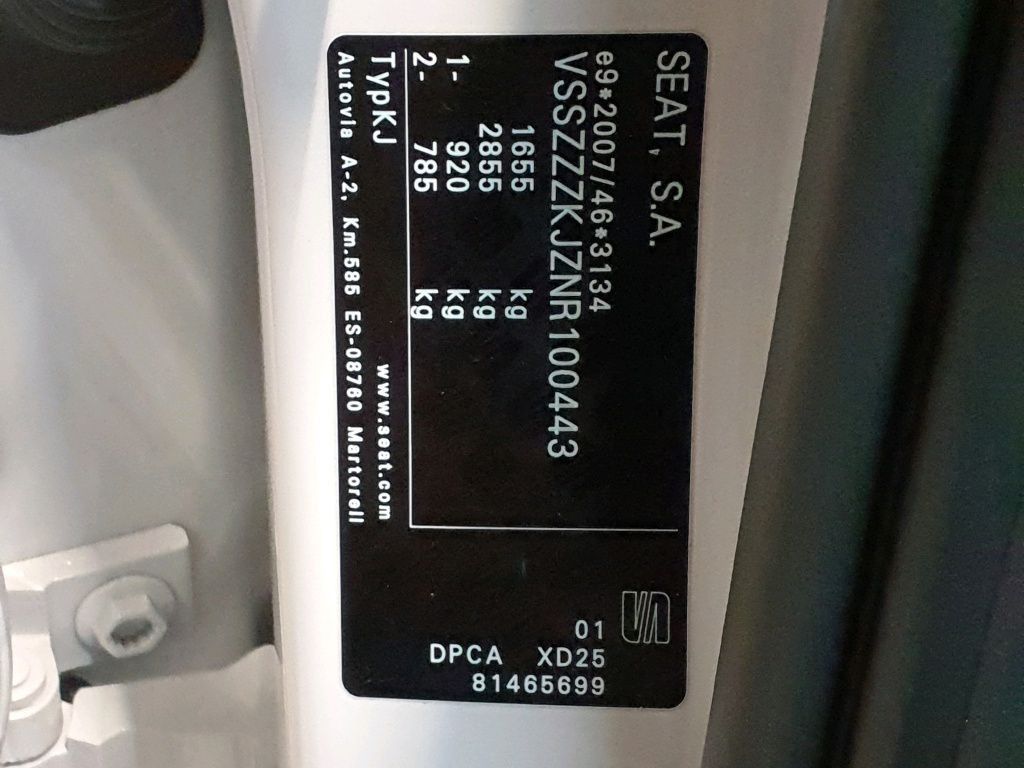 SEAT, S.A.
e9*2007/46*3134
VSSZZZKJZNR100443
1655 kg
2855 kg
1- 920 kg
2- 785 kg
TypKJ www.seat.com
Autovia A-2, Km.585 ES-08760 Martorell
01
DPCA XD25
81465699